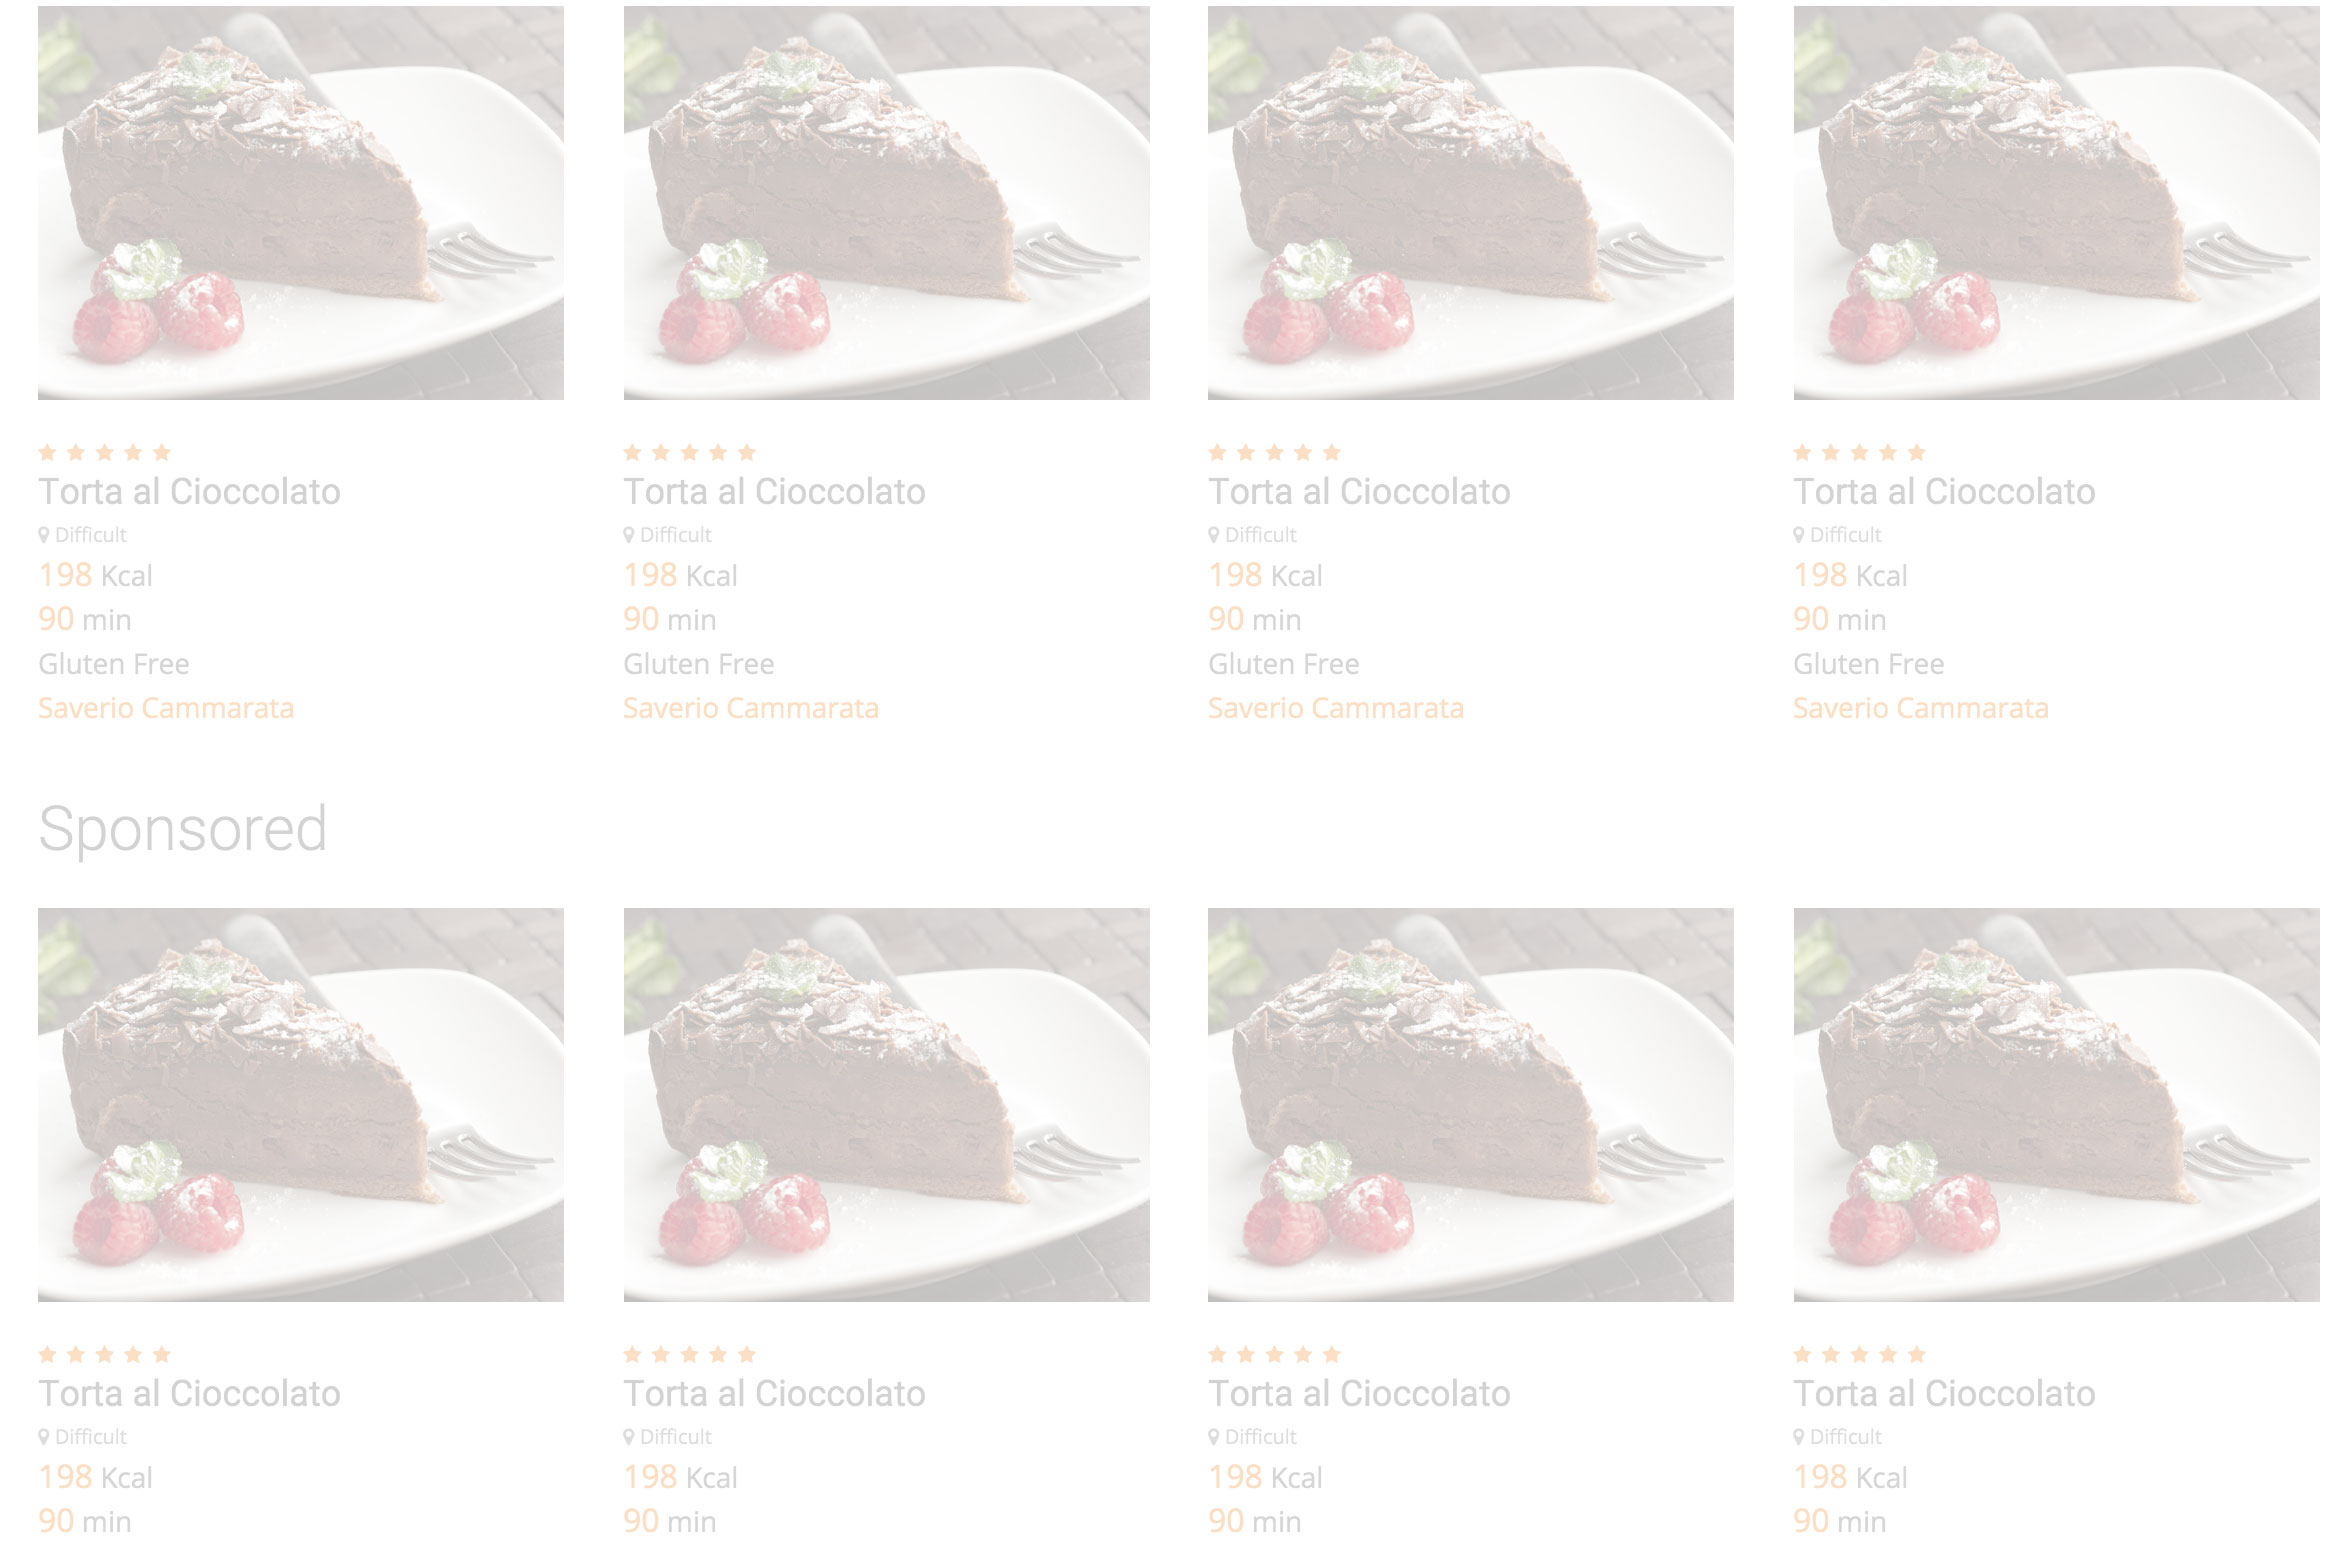 Torta al Cioccolato Torta al Cioccolato Torta al Cioccolato Torta al Cioccolato
Difficult Difficult Difficult Difficult
198 Kcal 198 Kcal 198 Kcal 198 Kcal
90 min 90 min 90 min 90 min
Gluten Free Gluten Free Gluten Free Gluten Free
Saverio Cammarata Saverio Cammarata Saverio Cammarata Saverio Cammarata
Sponsored
Torta al Cioccolato Torta al Cioccolato Torta al Cioccolato Torta al Cioccolato
Difficult Difficult Difficult Difficult
198 Kcal 198 Kcal 198 Kcal 198 Kcal
90 min 90 min 90 min 90 min